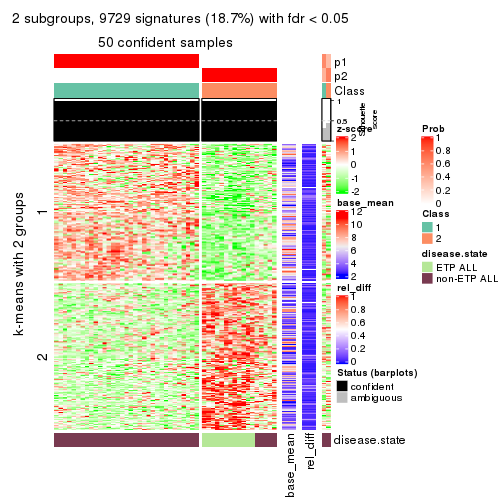 2 subgroups, 9729 signatures (18.7%) with fdr < 0.05
50 confident samples
p1
p2
Class
1
0.5
0
Silhouette
score
k-means with 2 groups
1
2
base_mean
rel_diff
disease.state
z-score
2
1
0
-1
-2
base_mean
12
10
8
6
4
2
rel_diff
1
0.8
0.6
0.4
0.2
0
Status (barplots)
confident
ambiguous
Prob
1
0.8
0.6
0.4
0.2
0
Class
1
2
disease.state
ETP ALL
non-ETP ALL